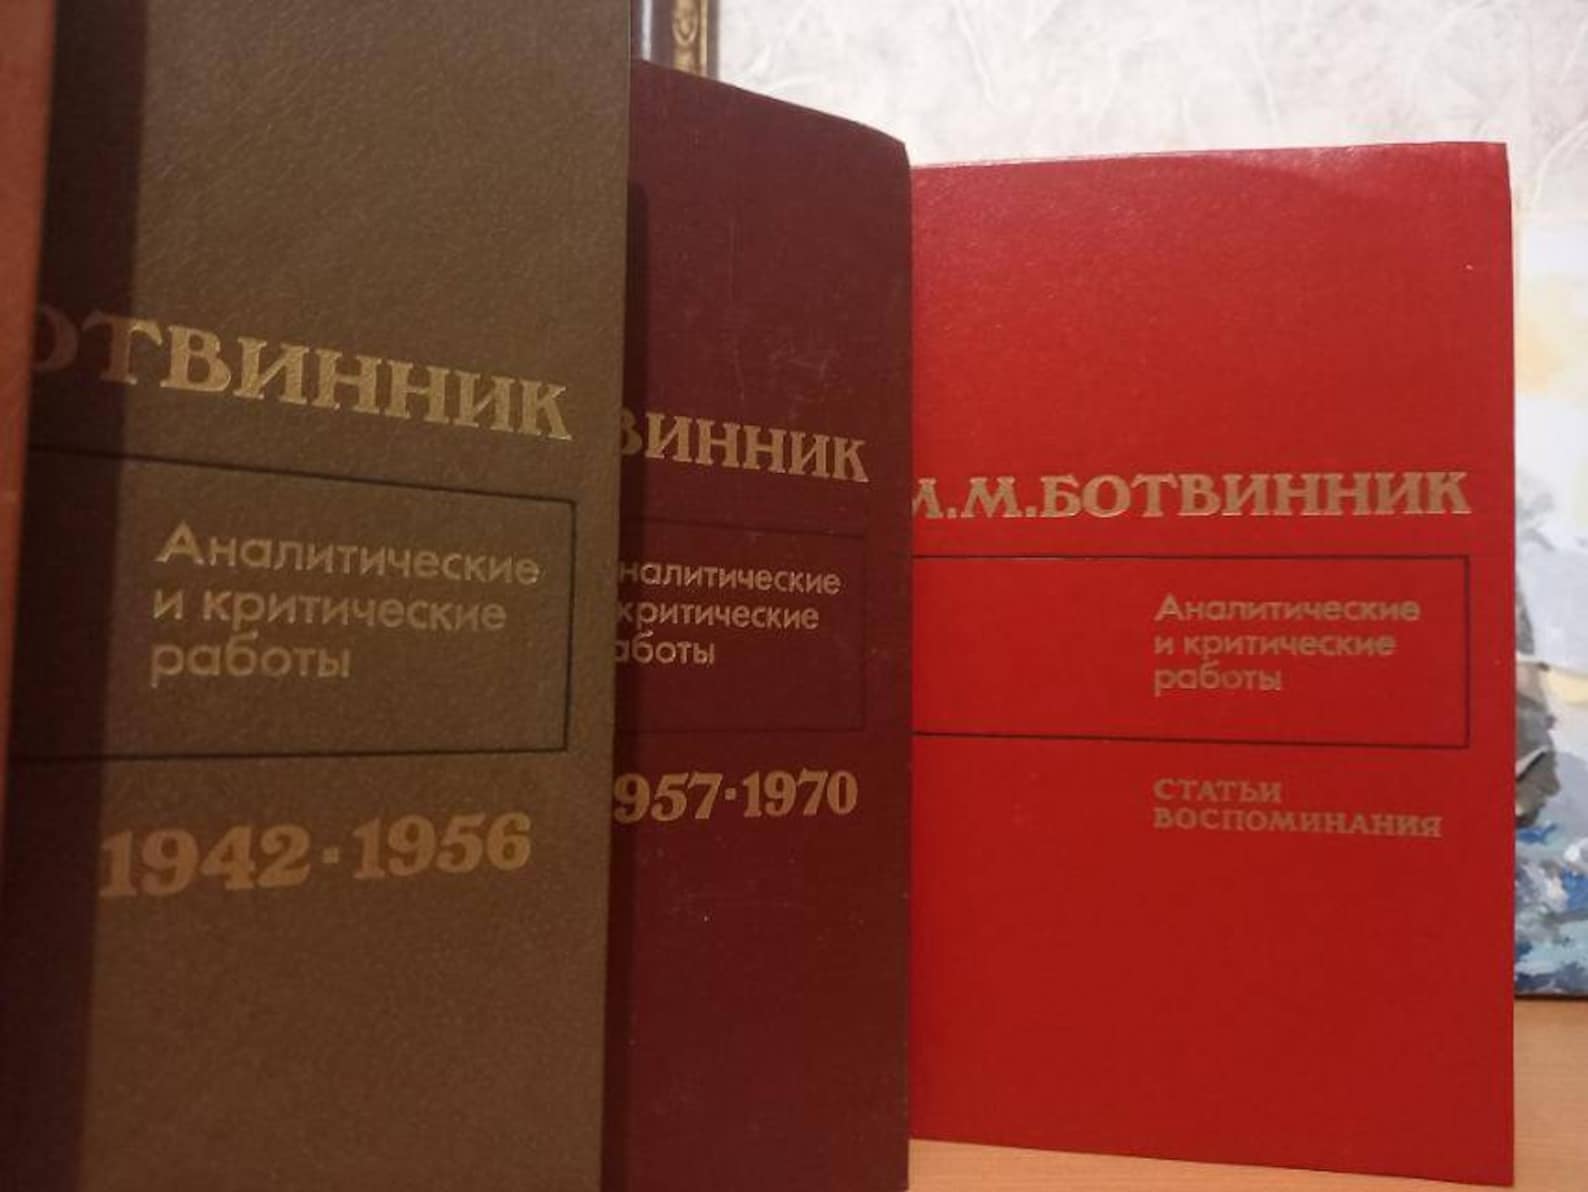 ОТВИННИК
Аналитические
и критические
работы
1942·1956
ВИННИК
налитические
критические
аботы
957·1970
М.М.БОТВИННИК
Аналитические
и критические
работы
СТАТЬИ
ВОСПОМИНАНИЯ